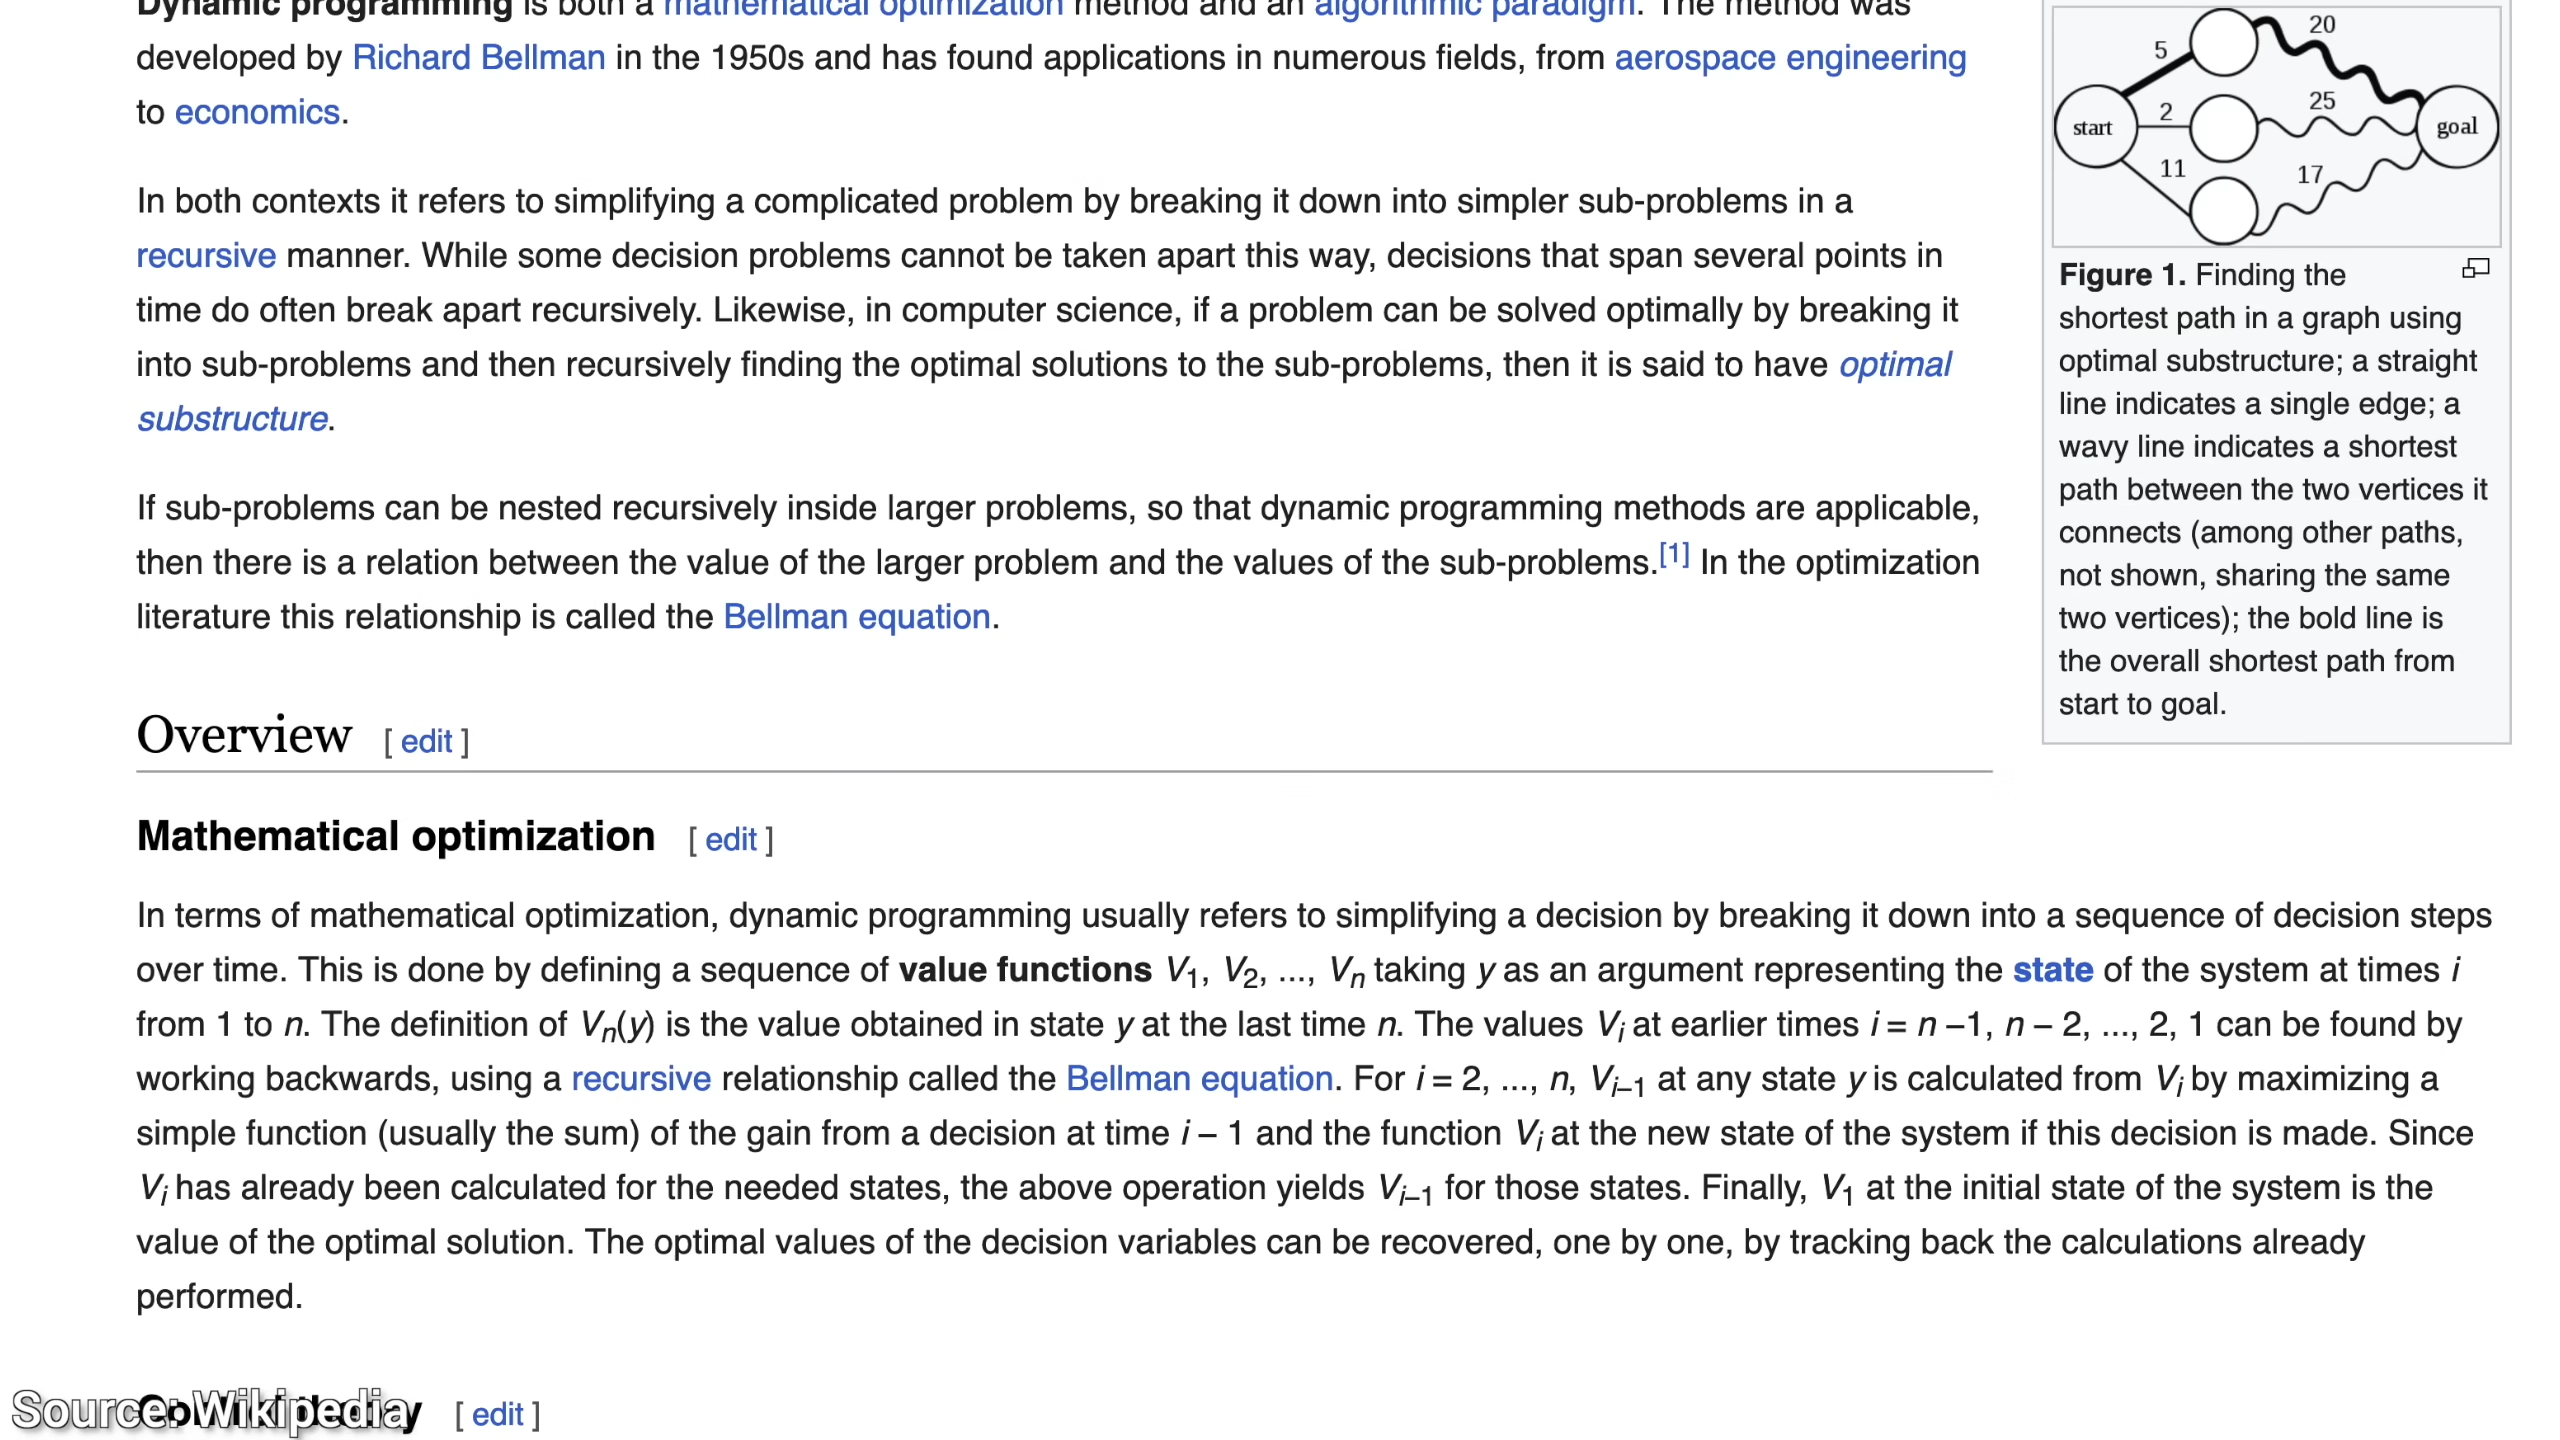 Dynamic programming is both a mathematical optimization method and an algorithmic paradigm. The method was
developed by Richard Bellman in the 1950s and has found applications in numerous fields, from aerospace engineering
to economics.
In both contexts it refers to simplifying a complicated problem by breaking it down into simpler sub-problems in a
recursive manner. While some decision problems cannot be taken apart this way, decisions that span several points in
time do often break apart recursively. Likewise, in computer science, if a problem can be solved optimally by breaking it
into sub-problems and then recursively finding the optimal solutions to the sub-problems, then it is said to have optimal
substructure.
If sub-problems can be nested recursively inside larger problems, so that dynamic programming methods are applicable,
then there is a relation between the value of the larger problem and the values of the sub-problems.[1] In the optimization
literature this relationship is called the Bellman equation.
20
5
25
2
start
goal
11
17
Figure 1. Finding the
shortest path in a graph using
optimal substructure; a straight
line indicates a single edge; a
wavy line indicates a shortest
path between the two vertices it
connects (among other paths,
not shown, sharing the same
two vertices); the bold line is
the overall shortest path from
start to goal.
Overview [ edit ]
Mathematical optimization [ edit ]
In terms of mathematical optimization, dynamic programming usually refers to simplifying a decision by breaking it down into a sequence of decision steps
over time. This is done by defining a sequence of value functions V1, V2, ..., Vn taking y as an argument representing the state of the system at times i
from 1 to n. The definition of Vn(y) is the value obtained in state y at the last time n. The values Vi at earlier times i = n −1, n − 2, ..., 2, 1 can be found by
working backwards, using a recursive relationship called the Bellman equation. For i = 2, ..., n, Vi−1 at any state y is calculated from Vi by maximizing a
simple function (usually the sum) of the gain from a decision at time i − 1 and the function Vi at the new state of the system if this decision is made. Since
Vi has already been calculated for the needed states, the above operation yields Vi−1 for those states. Finally, V1 at the initial state of the system is the
value of the optimal solution. The optimal values of the decision variables can be recovered, one by one, by tracking back the calculations already
performed.
[ edit ]
Source: Wikipedia